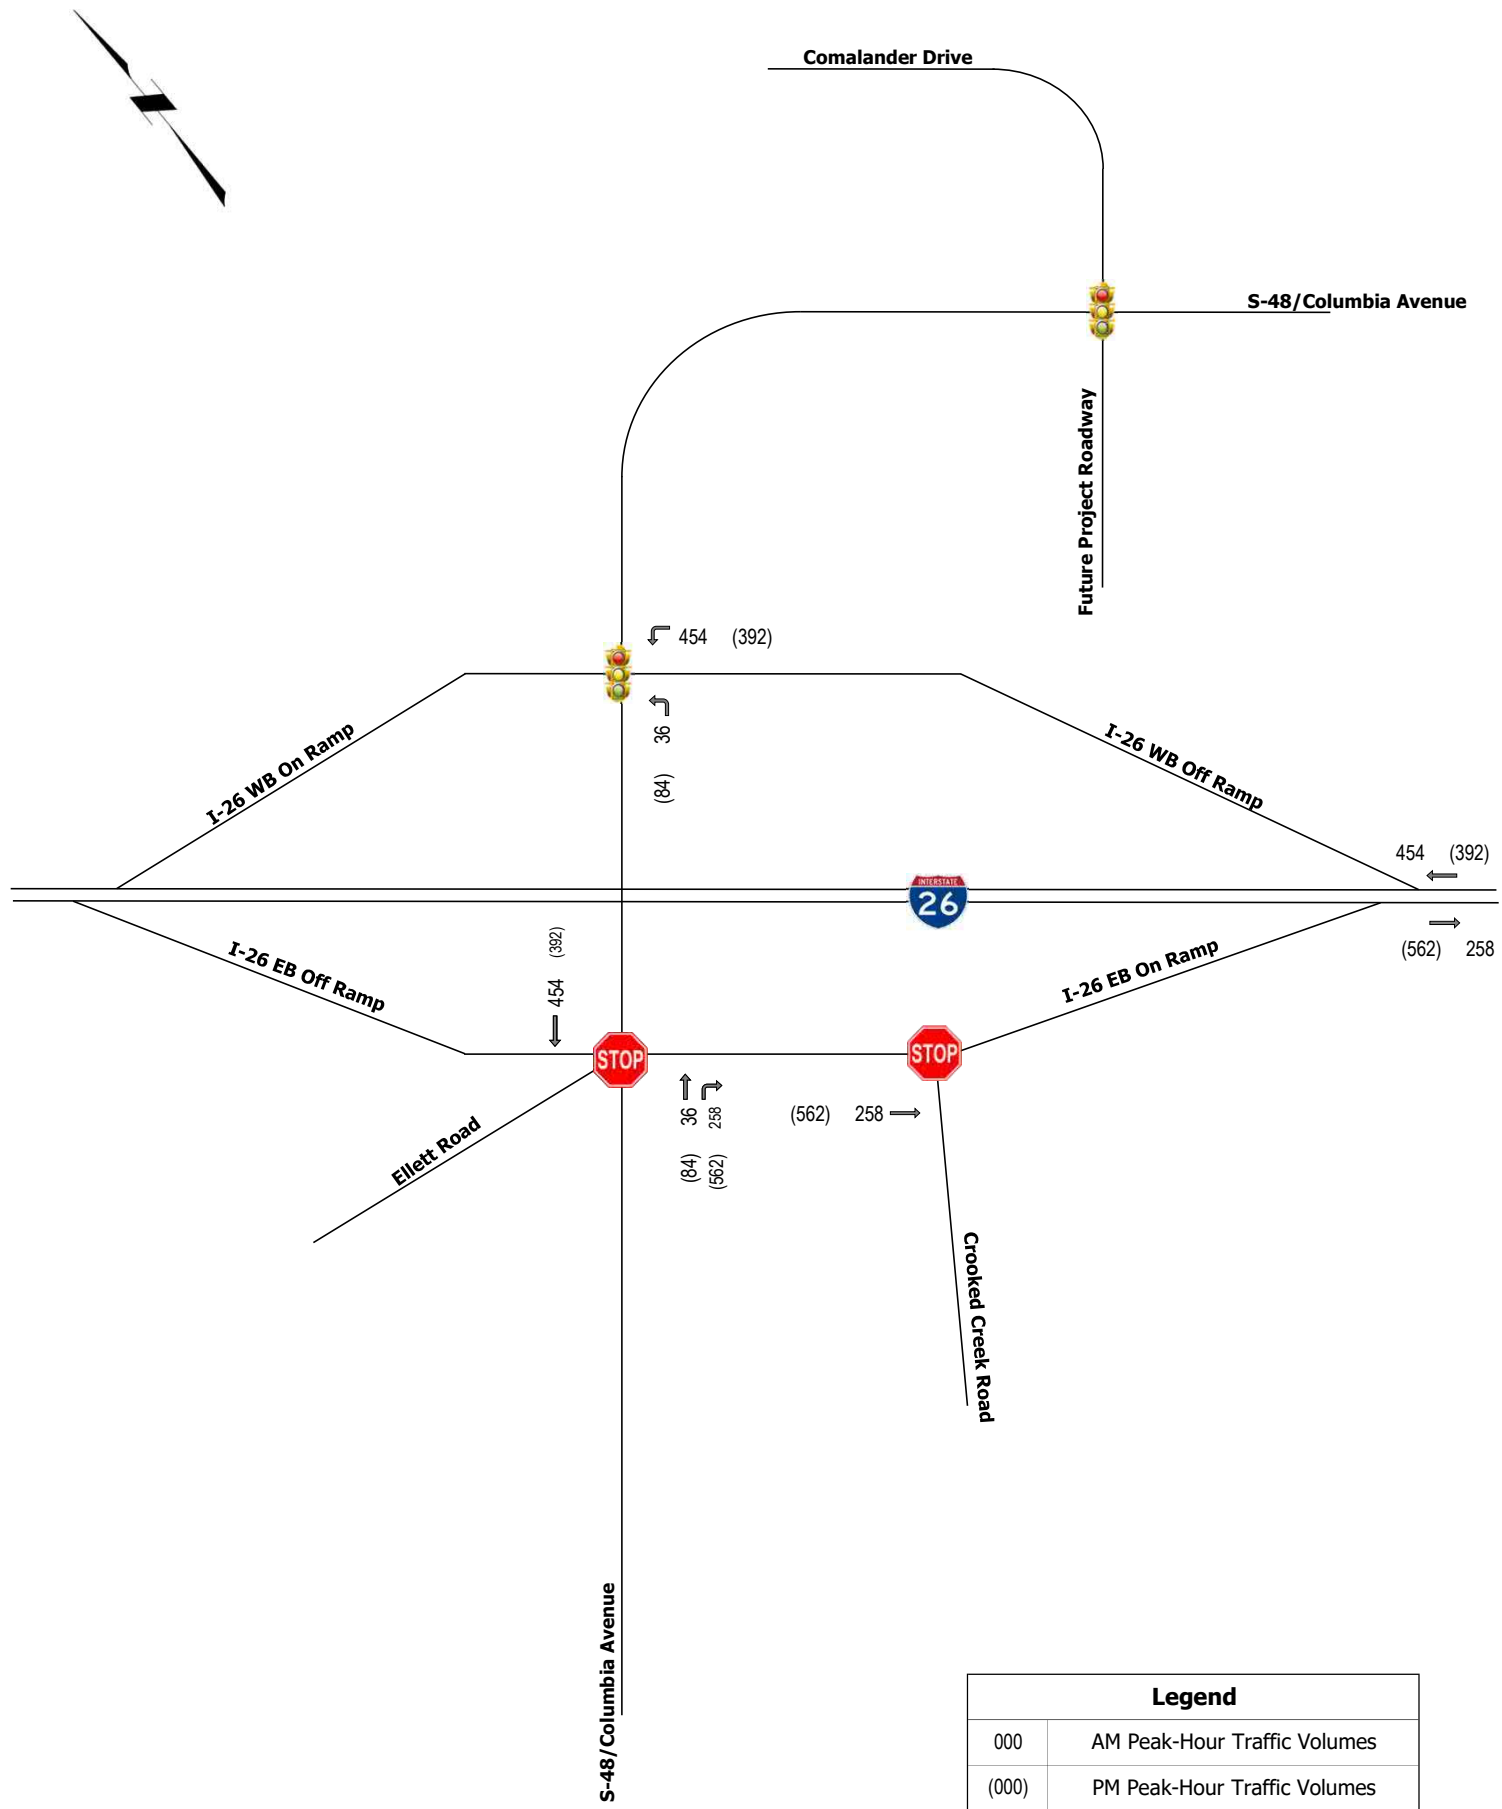 Comalander Drive
S-48/Columbia Avenue
Future Project Roadway
454 (392)
36 (84)
I-26 WB On Ramp
I-26 WB Off Ramp
454 (392)
INTERSTATE
26
(562) 258
I-26 EB Off Ramp
454 (392)
I-26 EB On Ramp
STOP
STOP
36 (84)
258 (562)
(562) 258
Ellett Road
Crooked Creek Road
S-48/Columbia Avenue
Legend
000 AM Peak-Hour Traffic Volumes
(000) PM Peak-Hour Traffic Volumes